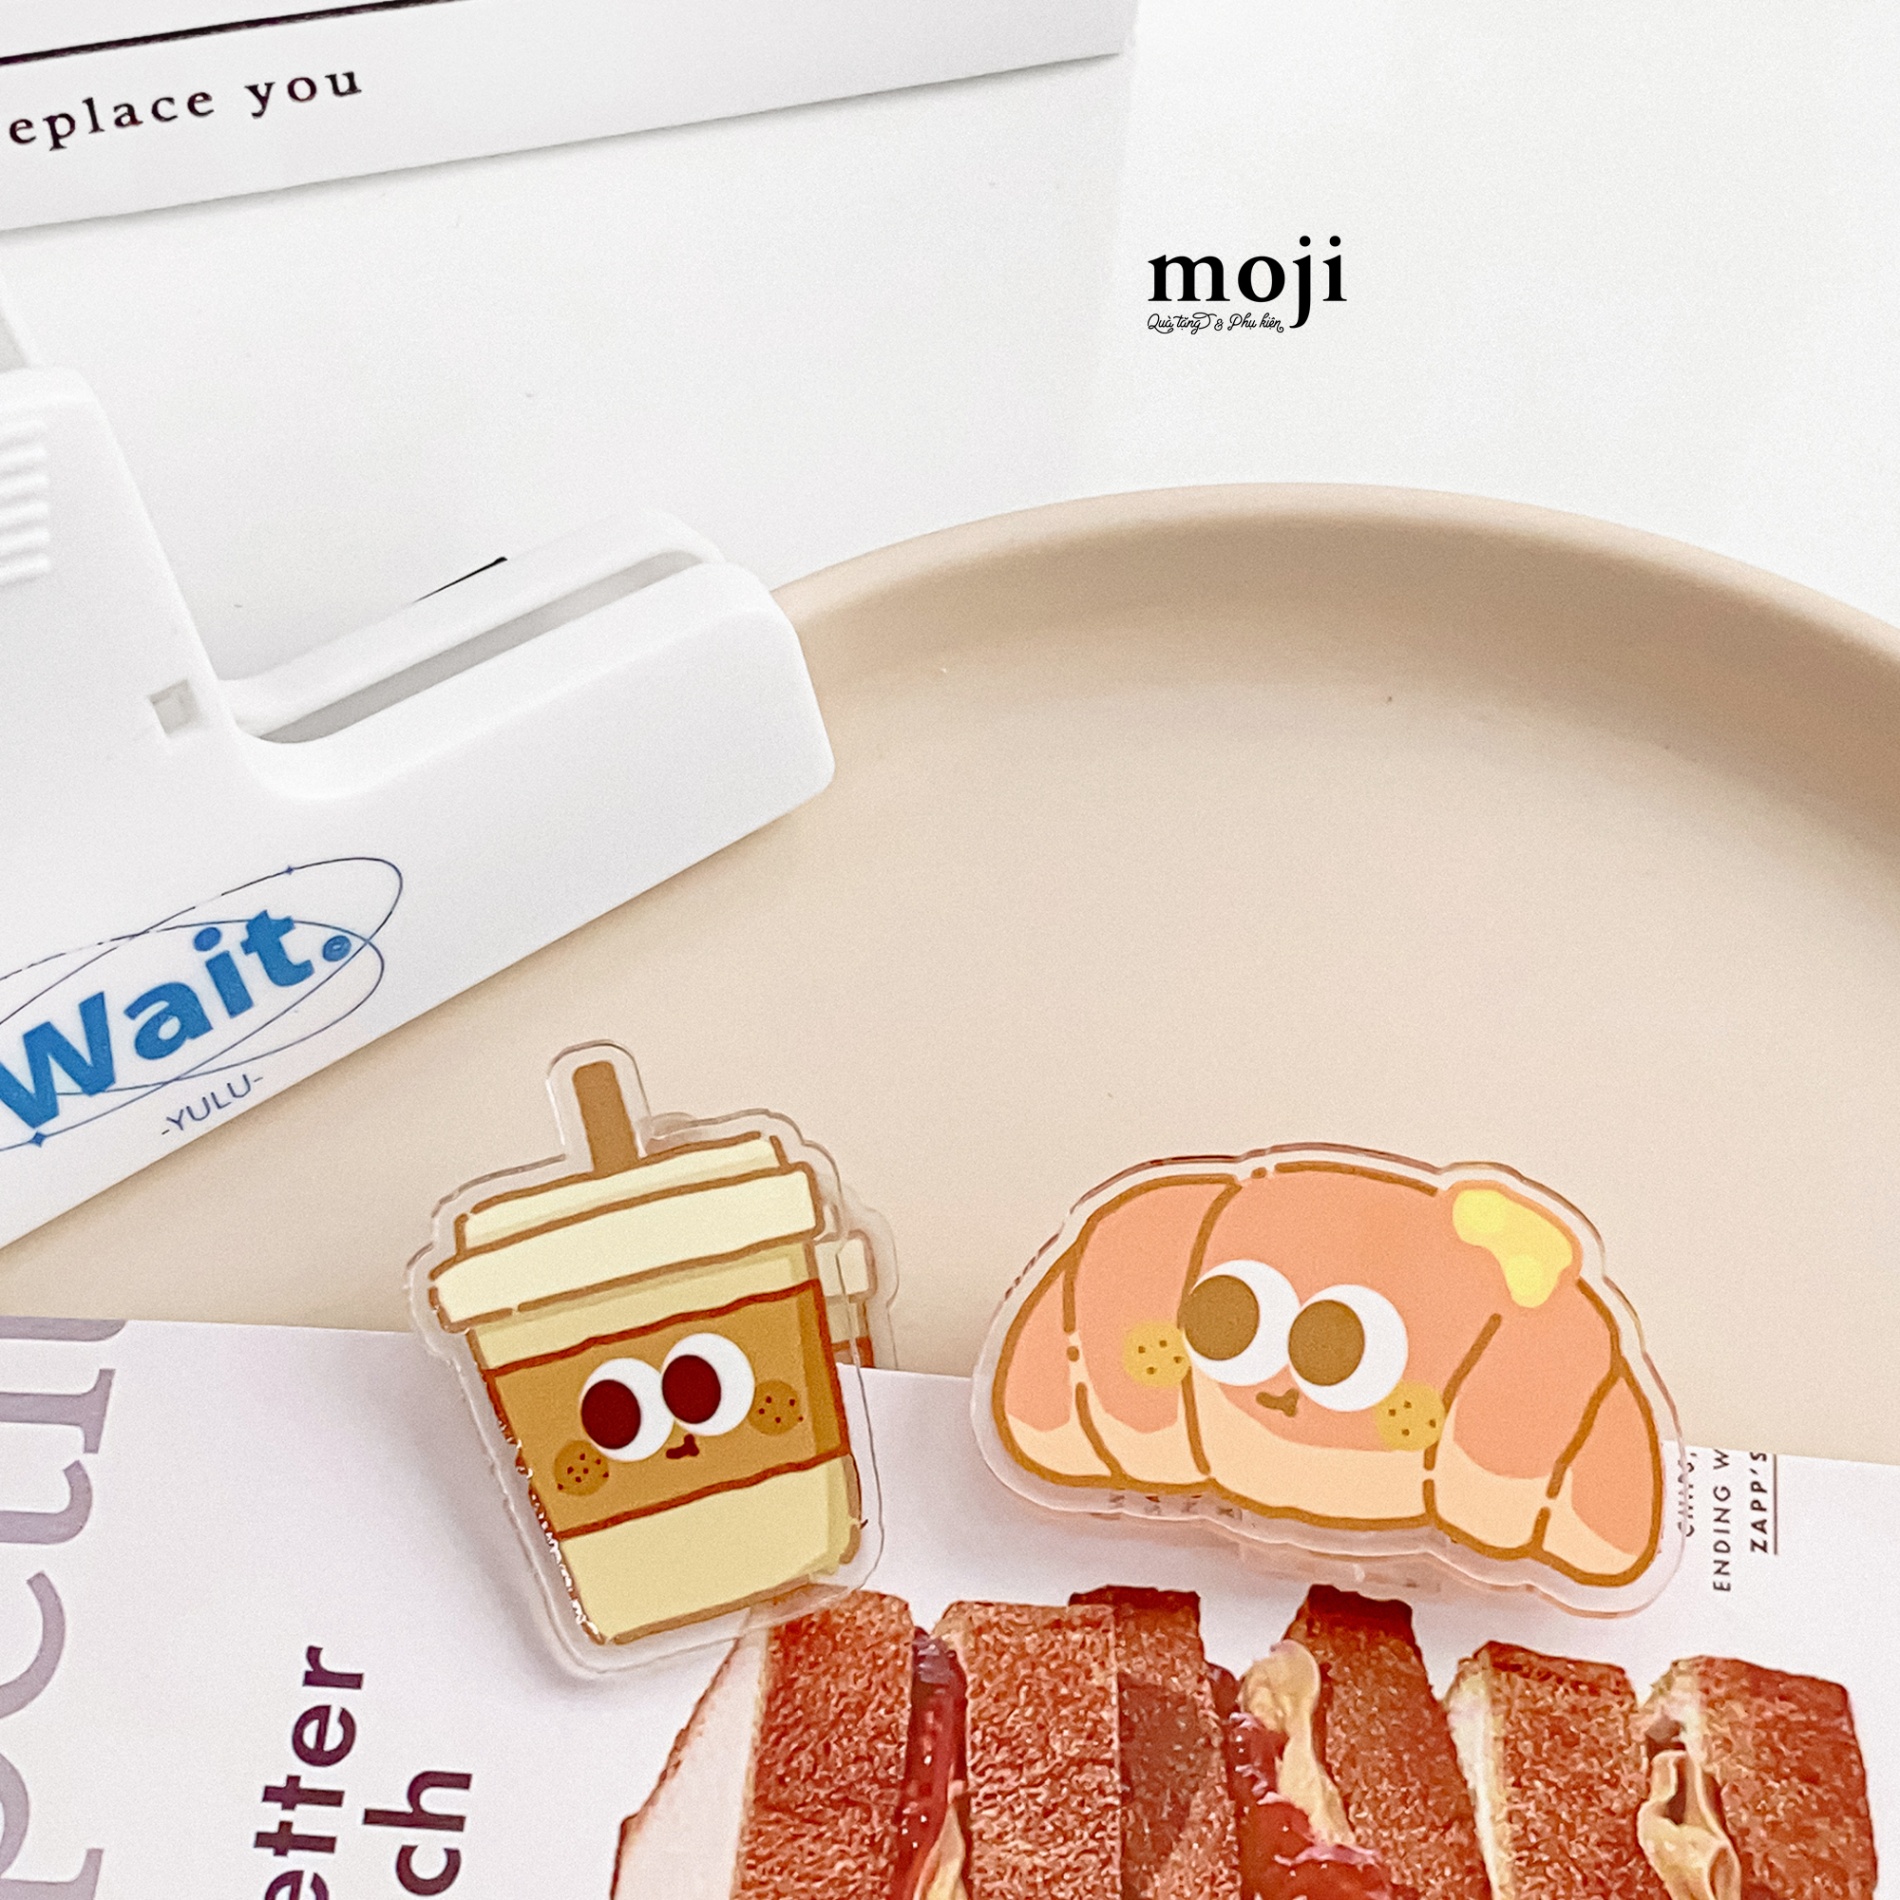 eplace you
moji
Quà tặng & Phụ kiện
Wait.
-YULU-
ENDING W
ZAPP'S
etter
ch